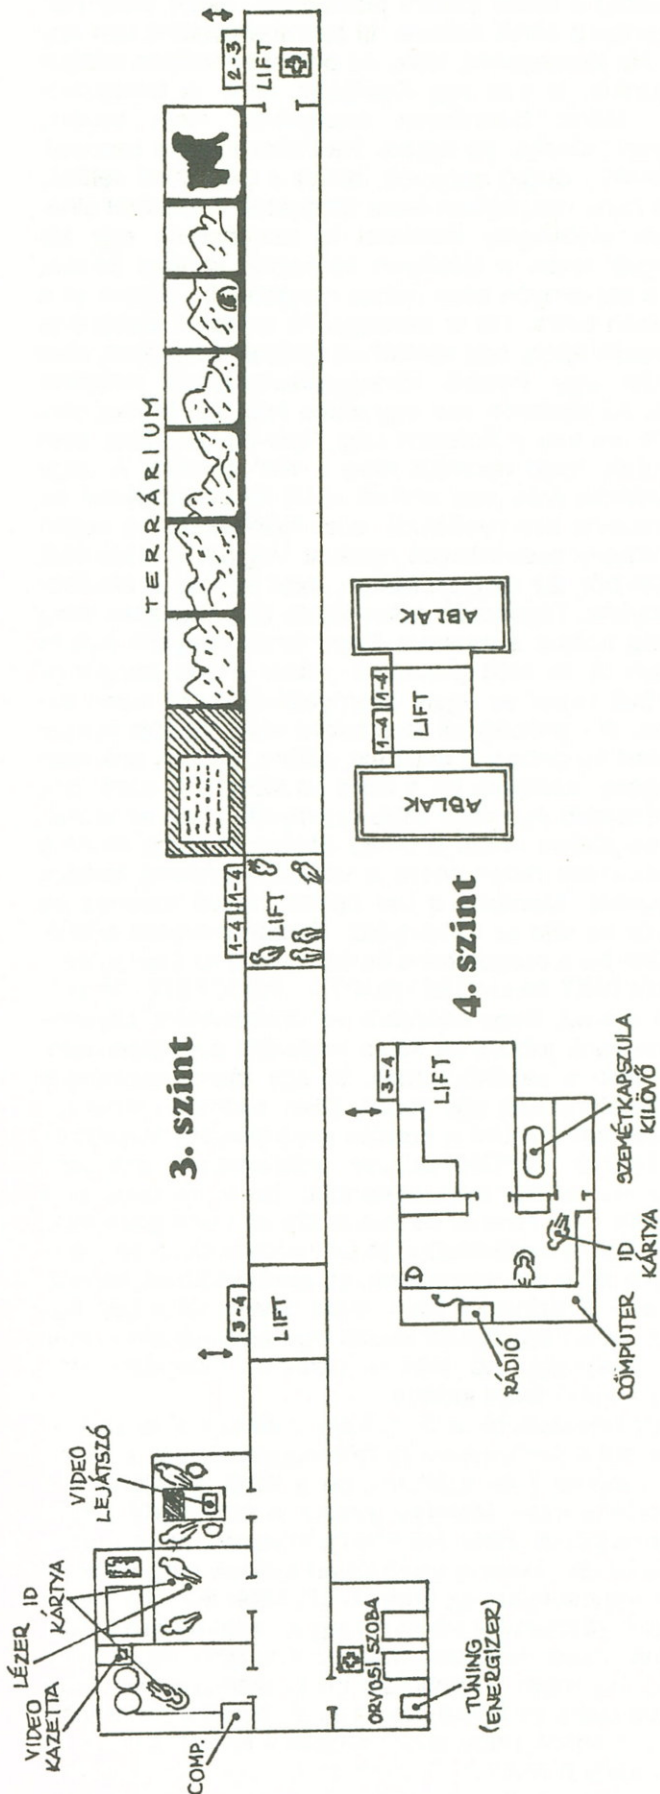 VIDEO
KAZETTA
LÉZER
ID
KÁRTYA
VIDEO
LEJÁTSZÓ
COMP.
TERRÁRIUM
3. szint
3-4
LIFT
1-4 1-4
LIFT
2-3
LIFT
ORVOSI SZOBA
TUNING
(ENERGIZER)
4. szint
3-4
LIFT
D
RÁDIÓ
COMPUTER
ID
KÁRTYA
SZEMÉTKAPSZULA
KILÖVŐ
1-4 1-4
LIFT
ABLAK
ABLAK